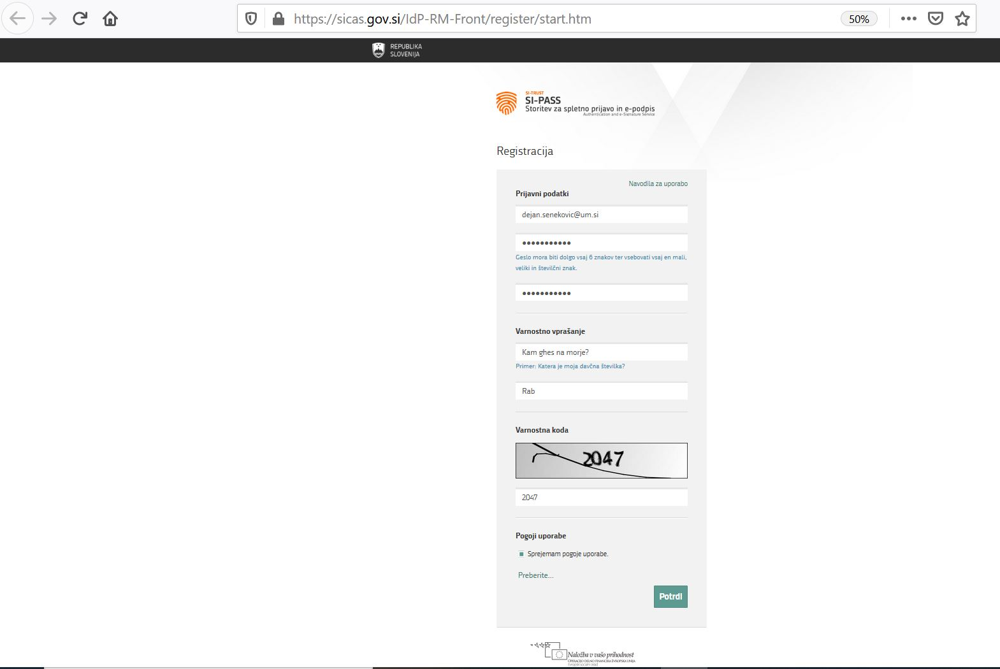 https://sicas.gov.si/IdP-RM-Front/register/start.htm
50%
REPUBLIKA
SLOVENIJA
SI-TRUST
SI-PASS
Storitev za spletno prijavo in e-podpis
Authentication and e-Signature Service
Registracija
Navodila za uporabo
Prijavni podatki
dejan.senekovic@um.si
●●●●●●●●●●●
Geslo mora biti dolgo vsaj 6 znakov ter vsebovati vsaj en mali,
veliki in številčni znak.
●●●●●●●●●●●
Varnostno vprašanje
Kam ghes na morje?
Primer: Katera je moja davčna številka?
Rab
Varnostna koda
2047
2047
Pogoji uporabe
Sprejemam pogoje uporabe.
Preberite...
Potrdi
Naložba v vašo prihodnost
OPERACIJO DELNO FINANCIRA EVROPSKA UNIJA
Evropski socialni sklad